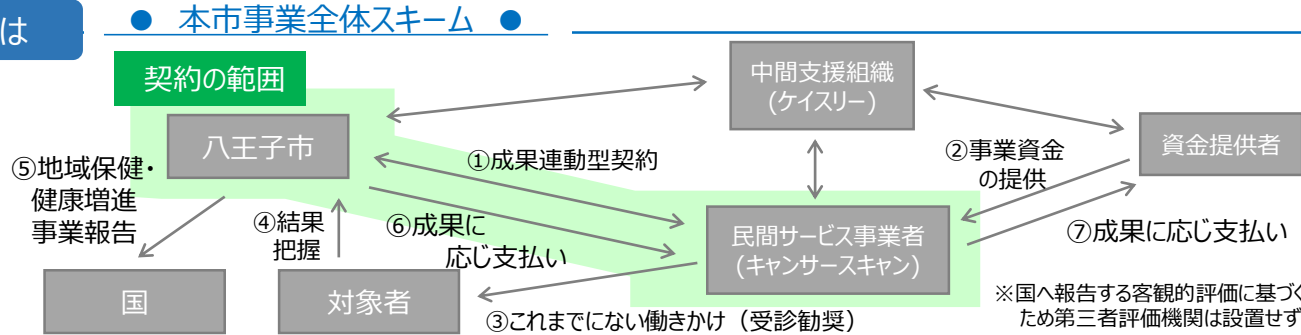 は
● 本市事業全体スキーム ●
契約の範囲
中間支援組織
(ケイスリー)
八王子市
資金提供者
①成果連動型契約
②事業資金
の提供
⑤地域保健・
健康増進
事業報告
④結果
把握
⑥成果に
応じ支払い
民間サービス事業者
(キャンサースキャン)
⑦成果に応じ支払い
国
対象者
③これまでにない働きかけ（受診勧奨）
※国へ報告する客観的評価に基づく
ため第三者評価機関は設置せず